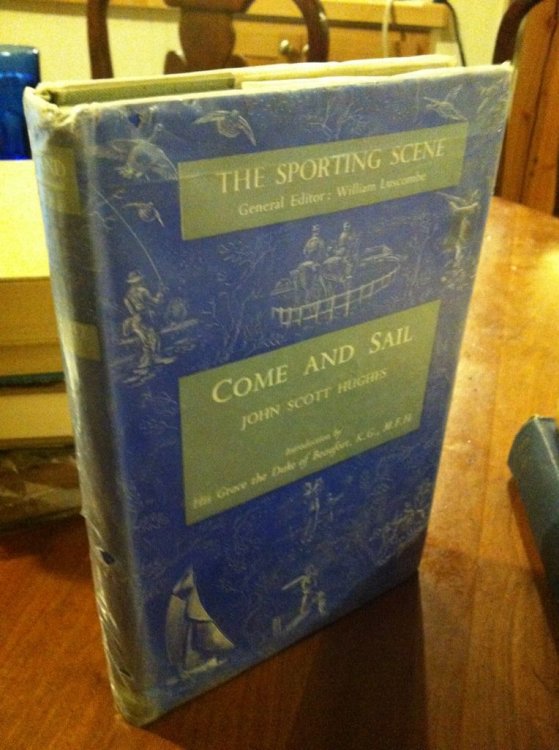 THE SPORTING SCENE
General Editor: William Luscombe
COME AND SAIL
JOHN SCOTT HUGHES
Introduction by
His Grace the Duke of Beaufort, K.G., M.F.H.